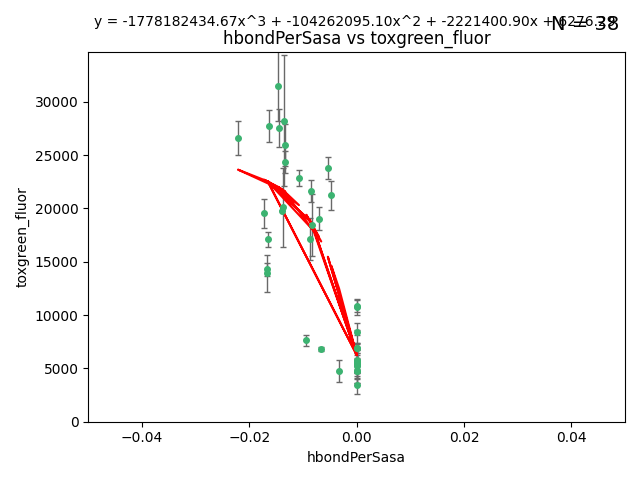 y = -1778182434.67x^3 + -104262095.10x^2 + -2221400.90x +
N = 38
hbondPerSasa vs toxgreen_fluor
30000
25000
20000
15000
10000
5000
0
toxgreen_fluor
−0.04
−0.02
0.00
0.02
0.04
hbondPerSasa